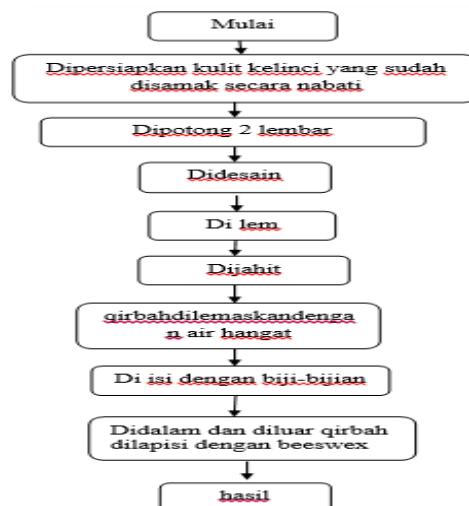 Mulai
Dipersiapkan kulit kelinci yang sudah
disamak secara nabati
Dipotong 2 lembar
Didesain
Di lem
Dijahit
qirbahdilemaskandenga
n air hangat
Di isi dengan biji-bijian
Didalam dan diluar qirbah
dilapisi dengan beeswex
hasil